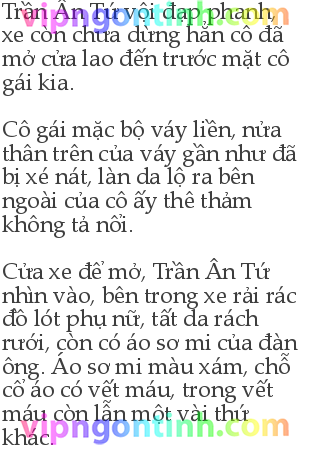 Trần Ân Tứ vội đạp phanh,
vipngontinh.com
xe còn chưa dừng hẳn cô đã
mở cửa lao đến trước mặt cô
gái kia.
Cô gái mặc bộ váy liền, nửa
thân trên của váy gần như đã
bị xé nát, làn da lộ ra bên
ngoài của cô ấy thê thảm
không tả nổi.
Cửa xe để mở, Trần Ân Tứ
nhìn vào, bên trong xe rải rác
đồ lót phụ nữ, tất da rách
rưới, còn có áo sơ mi của đàn
ông. Áo sơ mi màu xám, chỗ
cổ áo có vết máu, trong vết
máu còn lẫn một vài thứ
vipngontinh.com
khác.